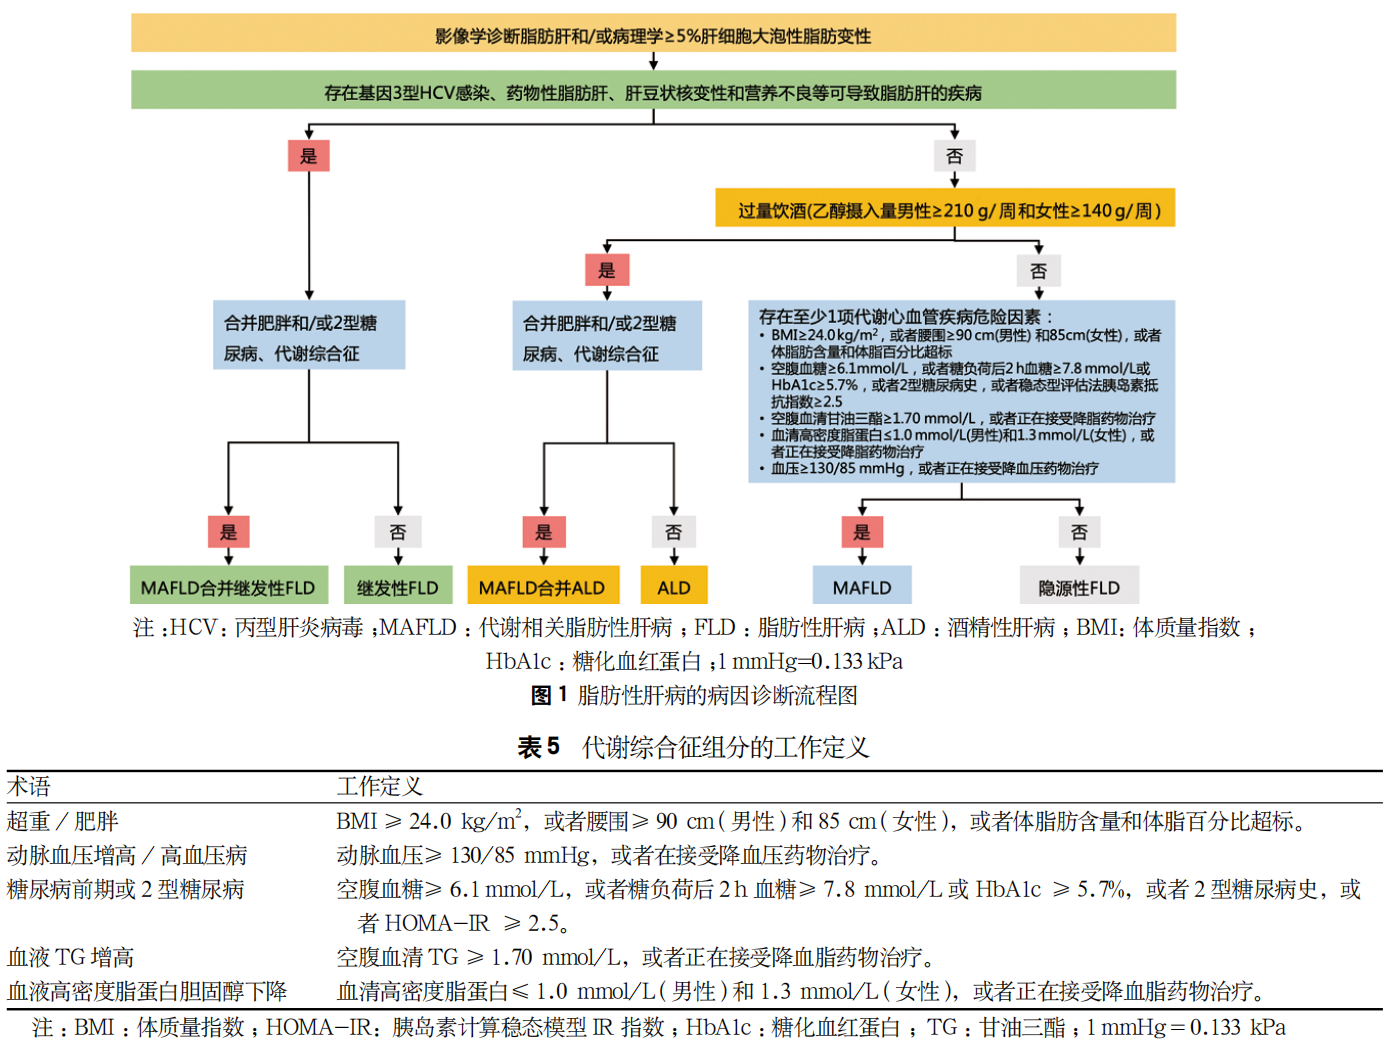 影像学诊断脂肪肝和/或病理学≥5%肝细胞大泡性脂肪变性
存在基因3型HCV感染、药物性脂肪肝、肝豆状核变性和营养不良等可导致脂肪肝的疾病
是
否
过量饮酒(乙醇摄入量男性≥210 g/周和女性≥140 g/周)
是
否
合并肥胖和/或2型糖
尿病、代谢综合征
合并肥胖和/或2型糖
尿病、代谢综合征
存在至少1项代谢心血管疾病危险因素：
• BMI≥24.0 kg/m²，或者腰围≥90 cm(男性) 和85cm(女性)，或者
体脂肪含量和体脂百分比超标
• 空腹血糖≥6.1mmol/L，或者糖负荷后2 h血糖≥7.8 mmol/L或
HbA1c≥5.7%，或者2型糖尿病史，或者稳态型评估法胰岛素抵
抗指数≥2.5
• 空腹血清甘油三酯≥1.70 mmol/L，或者正在接受降脂药物治疗
• 血清高密度脂蛋白≤1.0 mmol/L(男性)和1.3 mmol/L(女性)，或
者正在接受降脂药物治疗
• 血压≥130/85 mmHg，或者正在接受降血压药物治疗
是
否
是
否
是
否
MAFLD合并继发性FLD
继发性FLD
MAFLD合并ALD
ALD
MAFLD
隐源性FLD
注：HCV：丙型肝炎病毒；MAFLD：代谢相关脂肪性肝病；FLD：脂肪性肝病；ALD：酒精性肝病；BMI：体质量指数；
HbA1c：糖化血红蛋白；1 mmHg=0.133 kPa
图 1 脂肪性肝病的病因诊断流程图
表 5 代谢综合征组分的工作定义
术语 工作定义
超重/肥胖 BMI ≥ 24.0 kg/m²，或者腰围≥ 90 cm(男性)和 85 cm(女性)，或者体脂肪含量和体脂百分比超标。
动脉血压增高/高血压病 动脉血压≥ 130/85 mmHg，或者在接受降血压药物治疗。
糖尿病前期或 2 型糖尿病 空腹血糖≥ 6.1 mmol/L，或者糖负荷后 2 h 血糖≥ 7.8 mmol/L 或 HbA1c ≥ 5.7%，或者 2 型糖尿病史，或
者 HOMA-IR ≥ 2.5。
血液 TG 增高 空腹血清 TG ≥ 1.70 mmol/L，或者正在接受降血脂药物治疗。
血液高密度脂蛋白胆固醇下降 血清高密度脂蛋白≤ 1.0 mmol/L(男性)和 1.3 mmol/L(女性)，或者正在接受降血脂药物治疗。
注：BMI：体质量指数；HOMA-IR：胰岛素计算稳态模型 IR 指数；HbA1c：糖化血红蛋白；TG：甘油三酯；1 mmHg = 0.133 kPa